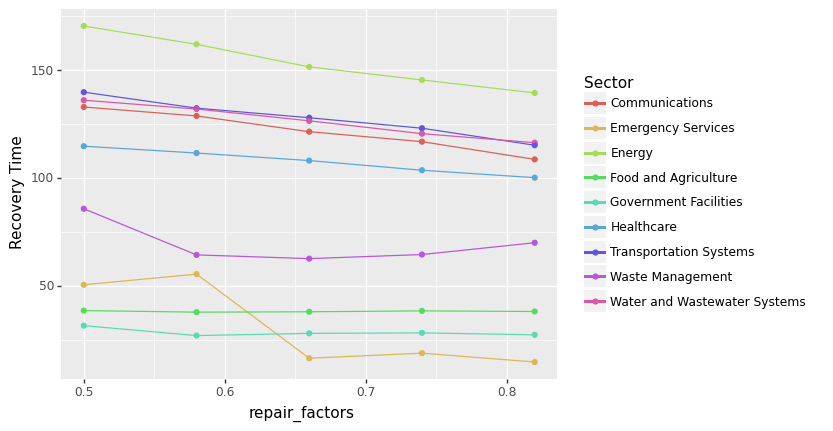 150
100
50
Recovery Time
0.5
0.6
0.7
0.8
repair_factors
Sector
Communications
Emergency Services
Energy
Food and Agriculture
Government Facilities
Healthcare
Transportation Systems
Waste Management
Water and Wastewater Systems